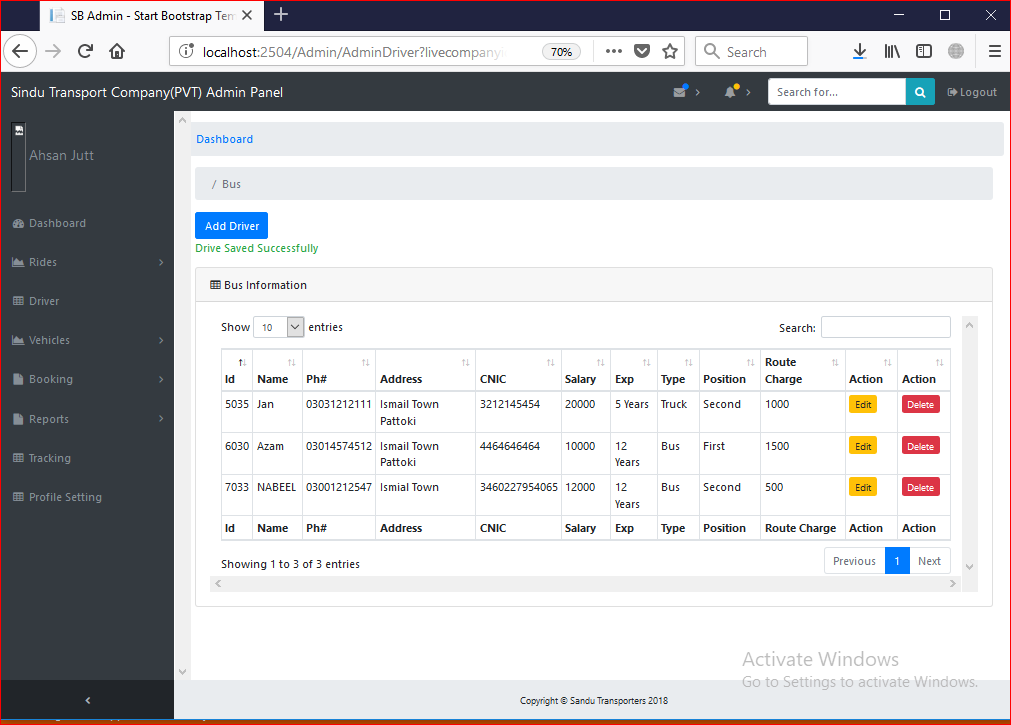 SB Admin - Start Bootstrap Tem
localhost:2504/Admin/AdminDriver?livecompany
70%
Search
Sindu Transport Company(PVT) Admin Panel
Search for...
Logout
Ahsan Jutt
Dashboard
Rides
Driver
Vehicles
Booking
Reports
Tracking
Profile Setting
Dashboard
/ Bus
Add Driver
Drive Saved Successfully
Bus Information
Show 10 entries
Search:
Id Name Ph# Address CNIC Salary Exp Type Position Route Charge Action Action
5035 Jan 03031212111 Ismail Town Pattoki 3212145454 20000 5 Years Truck Second 1000 Edit Delete
6030 Azam 03014574512 Ismail Town Pattoki 4464646464 10000 12 Years Bus First 1500 Edit Delete
7033 NABEEL 03001212547 Ismial Town 3460227954065 12000 12 Years Bus Second 500 Edit Delete
Id Name Ph# Address CNIC Salary Exp Type Position Route Charge Action Action
Showing 1 to 3 of 3 entries
Previous 1 Next
Activate Windows
Go to Settings to activate Windows.
Copyright © Sandu Transporters 2018